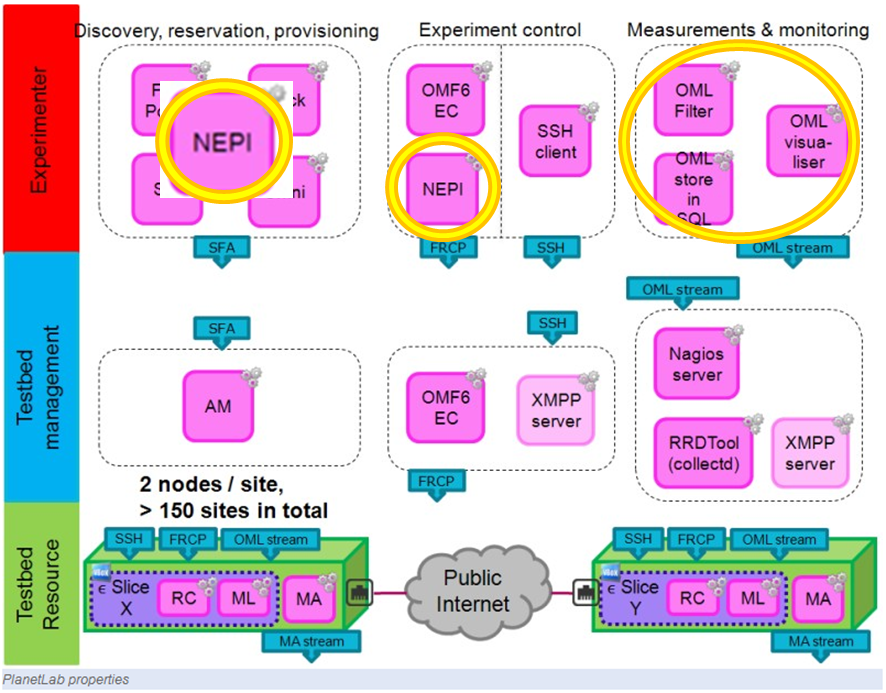 Discovery, reservation, provisioning
Experiment control
Measurements & monitoring
Experimenter
NEPI
OMF6
EC
NEPI
SSH
client
OML
Filter
OML
store
in
SQL
OML
visua-
liser
SFA
FRCP
SSH
OML stream
Testbed
management
SFA
SSH
OML stream
AM
OMF6
EC
XMPP
server
Nagios
server
RRDTool
(collectd)
XMPP
server
FRCP
2 nodes / site,
> 150 sites in total
Testbed
Resource
SSH
FRCP
OML stream
ϵ Slice
X
RC
ML
MA
MA stream
Public
Internet
SSH
FRCP
OML stream
ϵ Slice
Y
RC
ML
MA
MA stream
PlanetLab properties